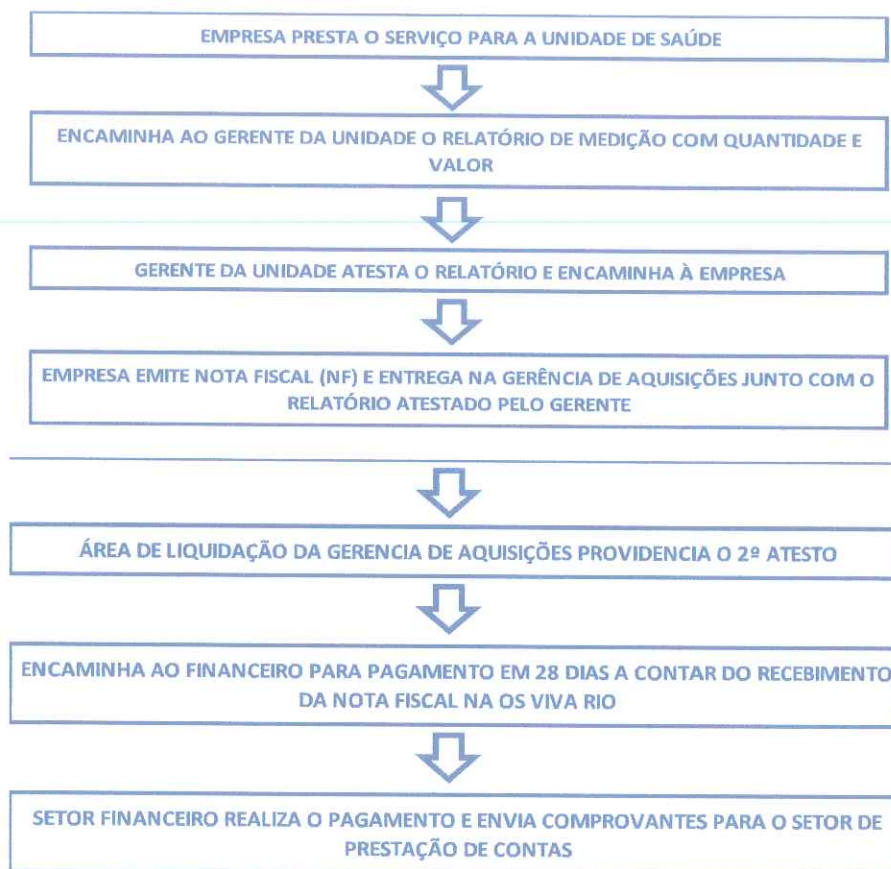 EMPRESA PRESTA O SERVIÇO PARA A UNIDADE DE SAÚDE
ENCAMINHA AO GERENTE DA UNIDADE O RELATÓRIO DE MEDIÇÃO COM QUANTIDADE E
VALOR
GERENTE DA UNIDADE ATESTA O RELATÓRIO E ENCAMINHA À EMPRESA
EMPRESA EMITE NOTA FISCAL (NF) E ENTREGA NA GERÊNCIA DE AQUISIÇÕES JUNTO COM O
RELATÓRIO ATESTADO PELO GERENTE
ÁREA DE LIQUIDAÇÃO DA GERENCIA DE AQUISIÇÕES PROVIDENCIA O 2º ATESTO
ENCAMINHA AO FINANCEIRO PARA PAGAMENTO EM 28 DIAS A CONTAR DO RECEBIMENTO
DA NOTA FISCAL NA OS VIVA RIO
SETOR FINANCEIRO REALIZA O PAGAMENTO E ENVIA COMPROVANTES PARA O SETOR DE
PRESTAÇÃO DE CONTAS